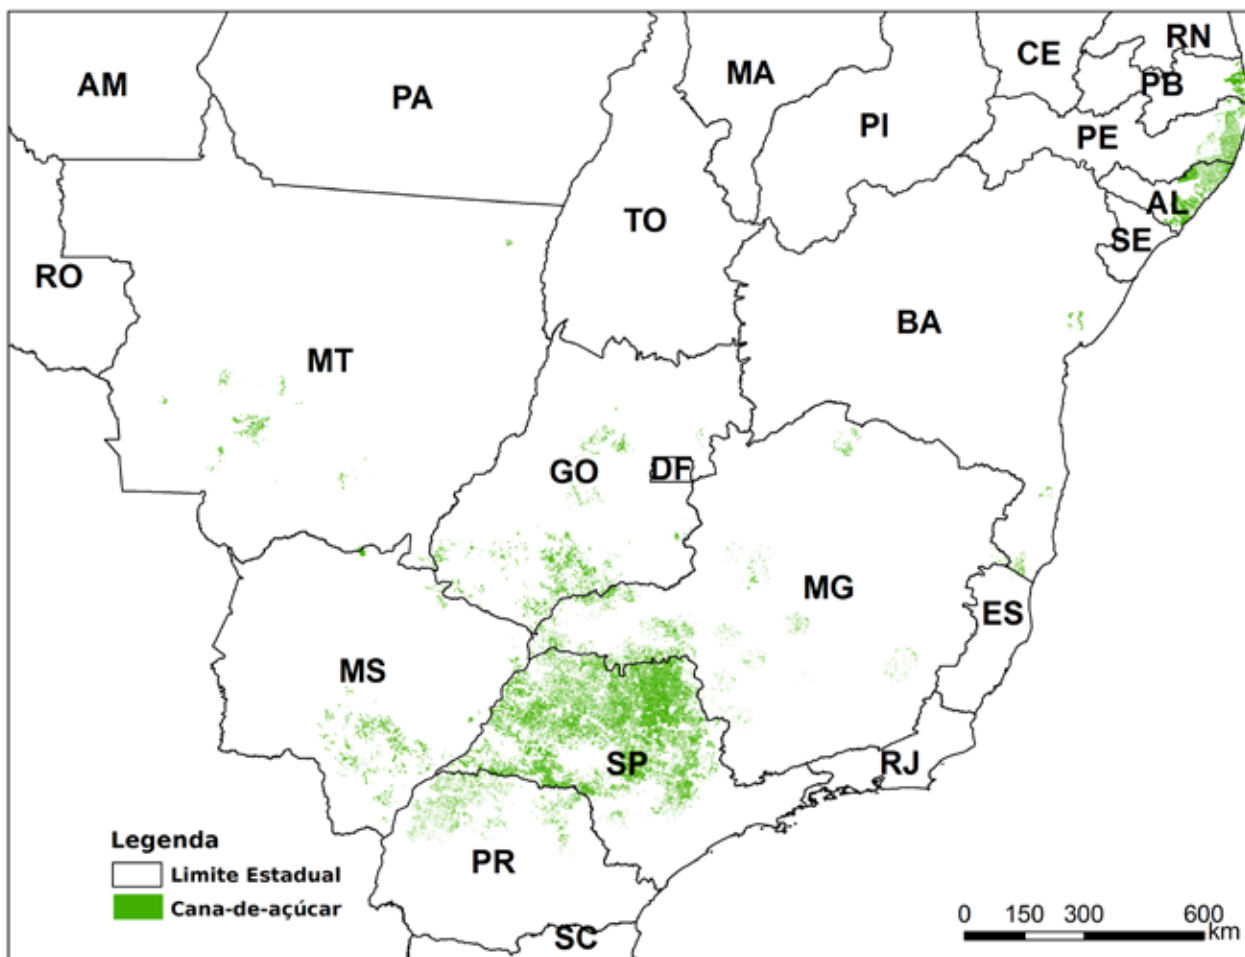 RN
CE
MA
AM
PB
PA
PI
PE
AL
TO
SE
RO
BA
MT
DF
GO
MG
ES
MS
SP
RJ
Legenda
PR
Limite Estadual
Cana-de-açúcar
0 150 300 600
km
SC